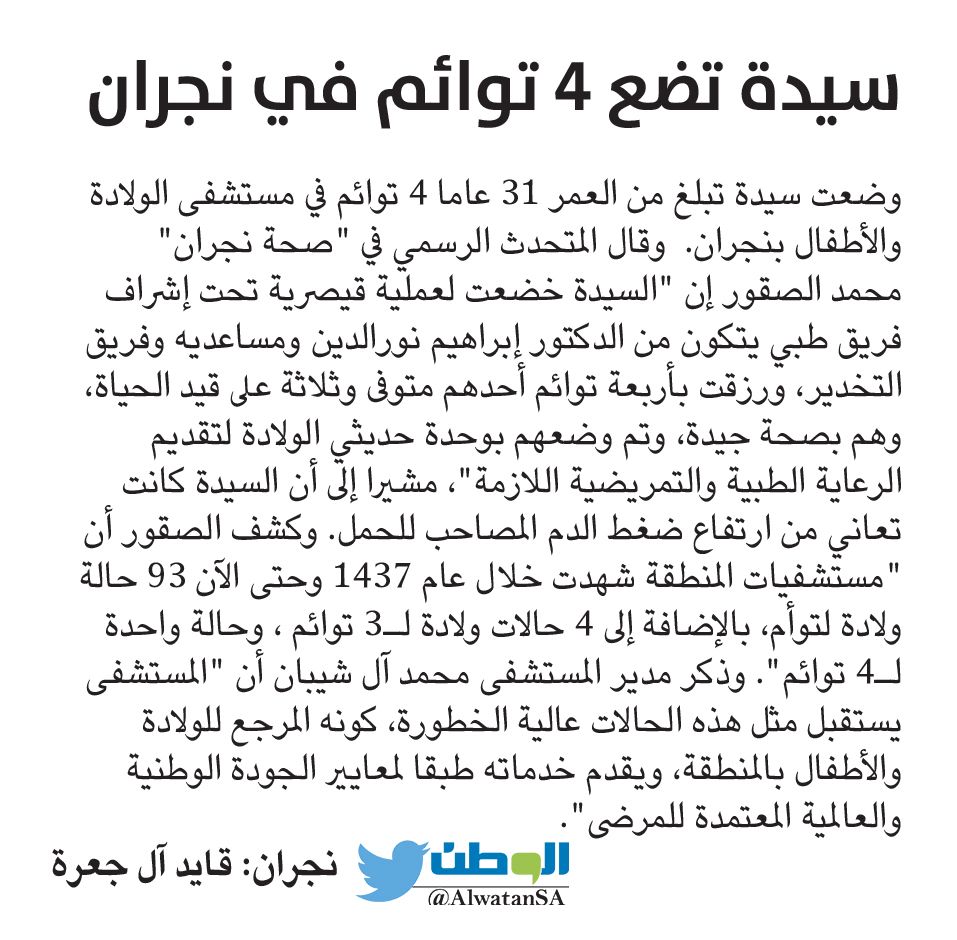 سيدة تضع 4 توائم في نجران
وضعت سيدة تبلغ من العمر 31 عاما 4 توائم في مستشفى الولادة
والأطفال بنجران. وقال المتحدث الرسمي في "صحة نجران"
محمد الصقور إن "السيدة خضعت لعملية قيصرية تحت إشراف
فريق طبي يتكون من الدكتور إبراهيم نورالدين ومساعديه وفريق
التخدير، ورزقت بأربعة توائم أحدهم متوفى وثلاثة على قيد الحياة،
وهم بصحة جيدة، وتم وضعهم بوحدة حديثي الولادة لتقديم
الرعاية الطبية والتمريضية اللازمة"، مشيرا إلى أن السيدة كانت
تعاني من ارتفاع ضغط الدم المصاحب للحمل. وكشف الصقور أن
"مستشفيات المنطقة شهدت خلال عام 1437 وحتى الآن 93 حالة
ولادة لتوأم، بالإضافة إلى 4 حالات ولادة لــ3 توائم ، وحالة واحدة
لــ4 توائم". وذكر مدير المستشفى محمد آل شيبان أن "المستشفى
يستقبل مثل هذه الحالات عالية الخطورة، كونه المرجع للولادة
والأطفال بالمنطقة، ويقدم خدماته طبقا لمعايير الجودة الوطنية
والعالمية المعتمدة للمرضى".
نجران: قايد آل جعرة
الوطن
@AlwatanSA